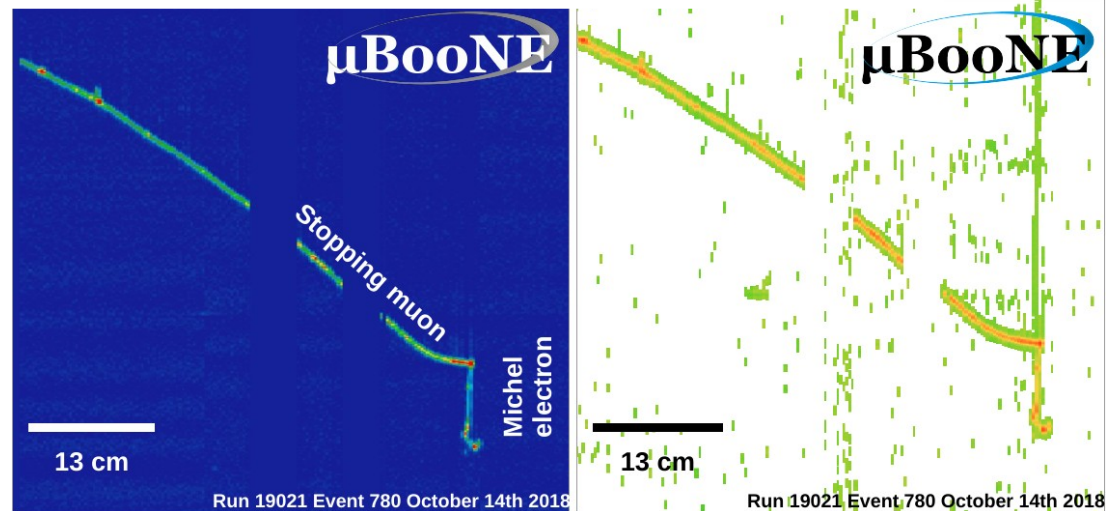 µBooNE
Stopping muon
Michel
electron
13 cm
Run 19021 Event 780 October 14th 2018
µBooNE
13 cm
Run 19021 Event 780 October 14th 2018